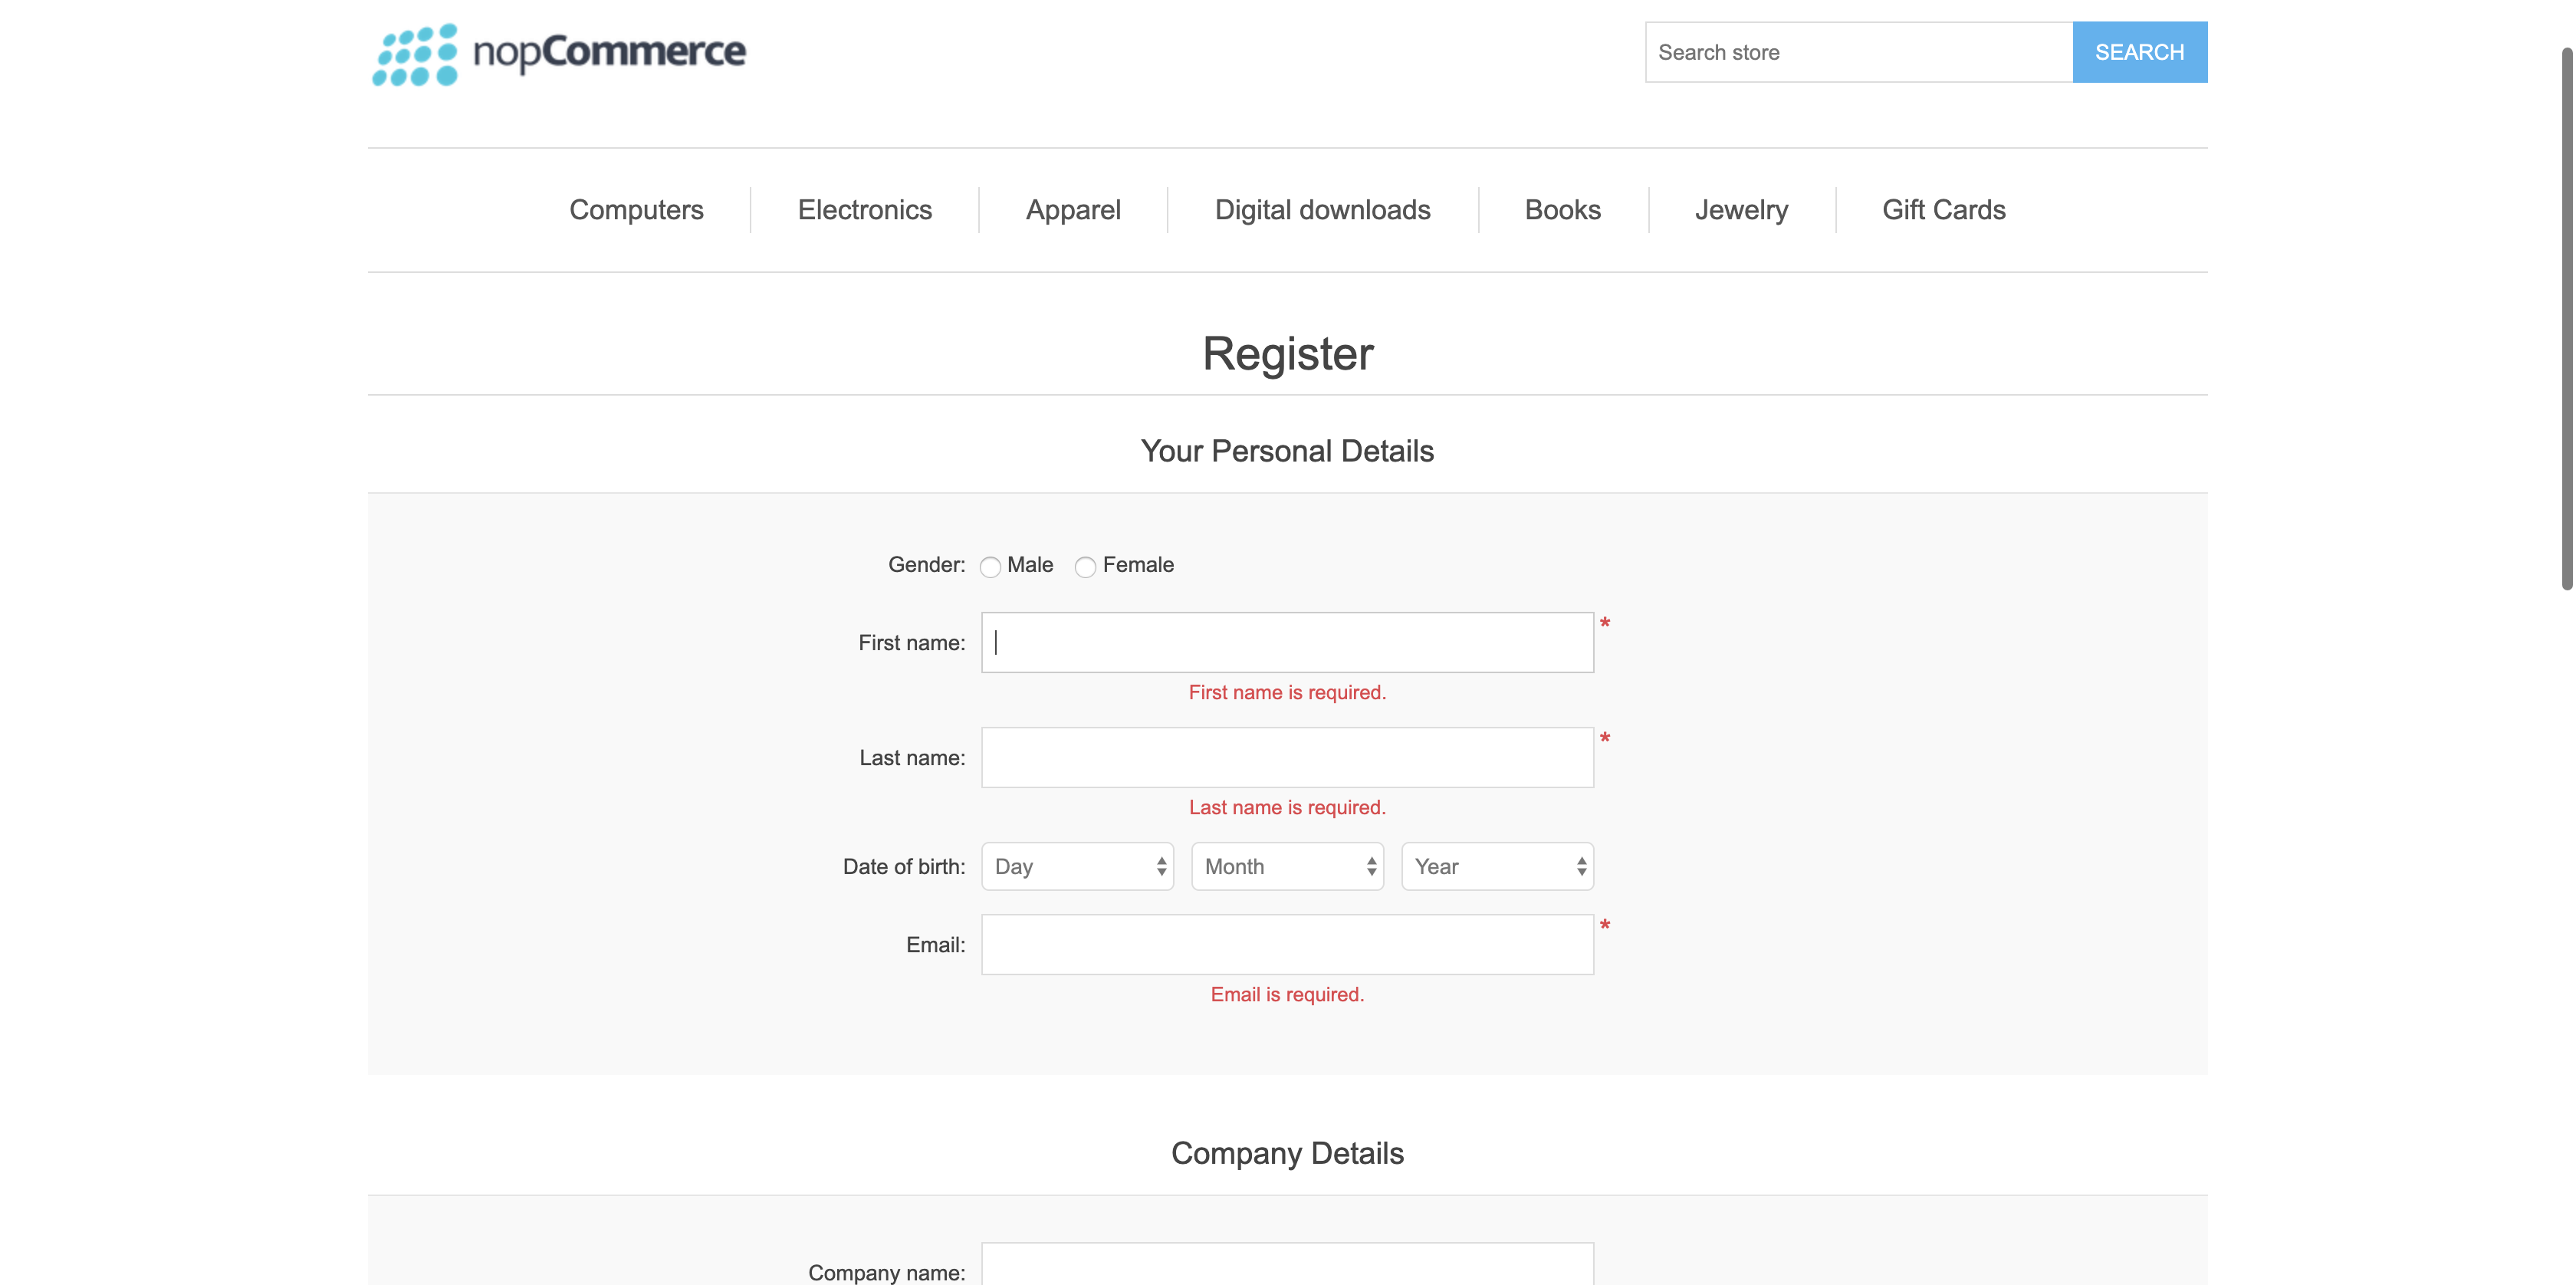 nopCommerce
Search store SEARCH
Computers Electronics Apparel Digital downloads Books Jewelry Gift Cards
Register
Your Personal Details
Gender: Male Female
First name: *
First name is required.
Last name: *
Last name is required.
Date of birth: Day Month Year
Email: *
Email is required.
Company Details
Company name: